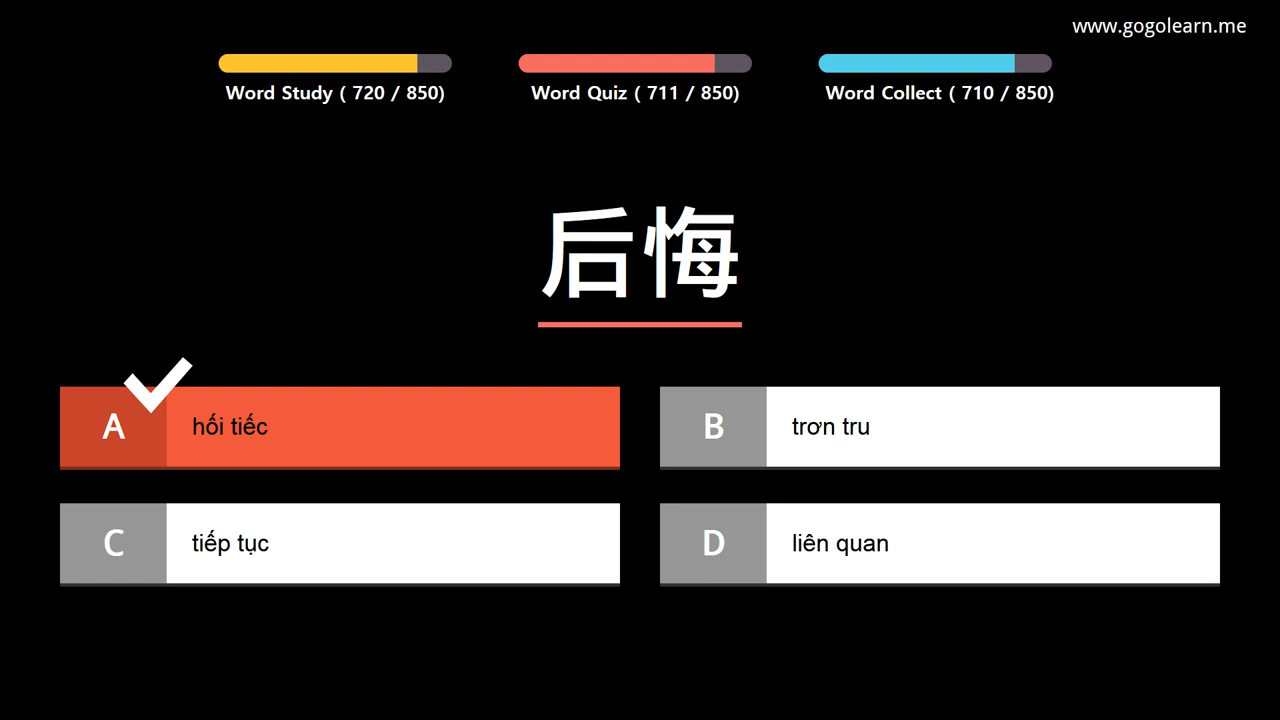 www.gogolearn.me
Word Study ( 720 / 850)
Word Quiz ( 711 / 850)
Word Collect ( 710 / 850)
后悔
A hối tiếc
B trơn tru
C tiếp tục
D liên quan